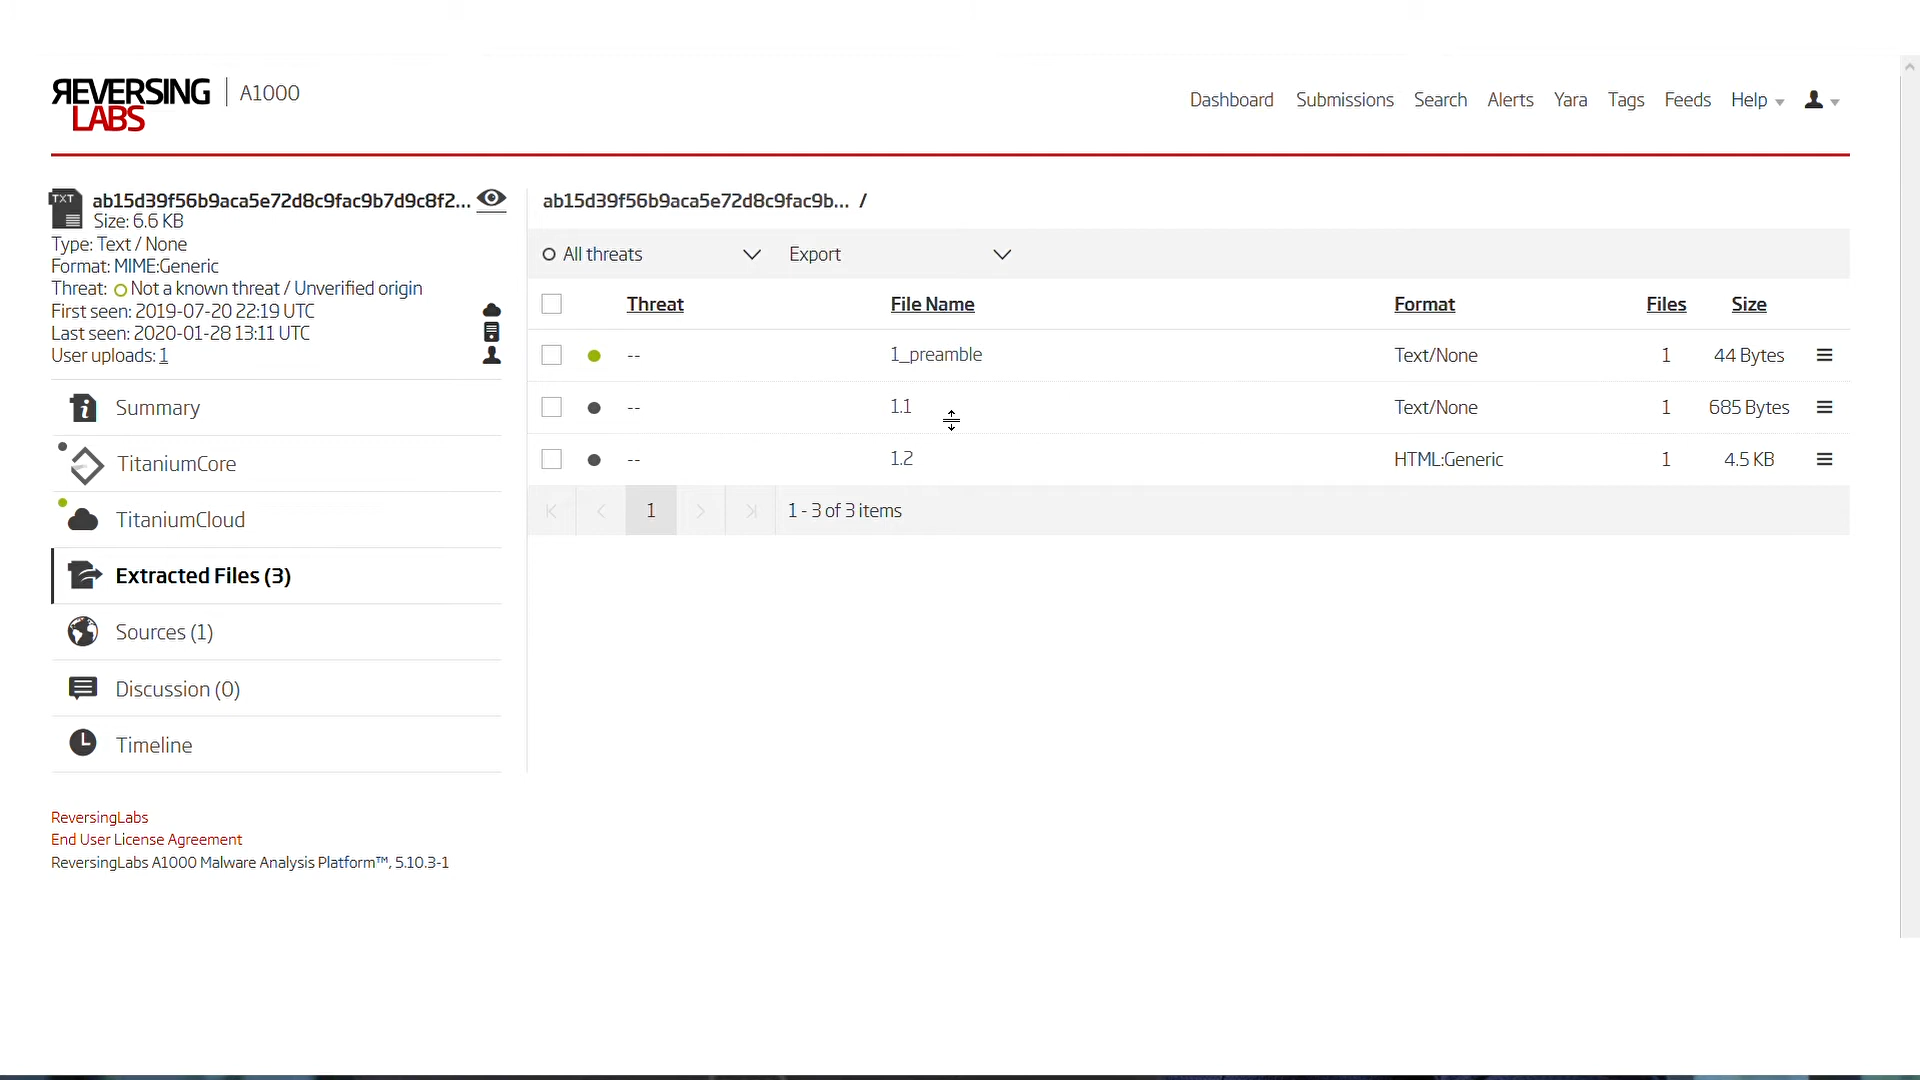 REVERSING
LABS
A1000
Dashboard Submissions Search Alerts Yara Tags Feeds Help
TXT
ab15d39f56b9aca5e72d8c9fac9b7d9c8f2...
Size: 6.6 KB
Type: Text / None
Format: MIME:Generic
Threat: Not a known threat / Unverified origin
First seen: 2019-07-20 22:19 UTC
Last seen: 2020-01-28 13:11 UTC
User uploads: 1
Summary
TitaniumCore
TitaniumCloud
Extracted Files (3)
Sources (1)
Discussion (0)
Timeline
ab15d39f56b9aca5e72d8c9fac9b... /
All threats Export
Threat File Name Format Files Size
-- 1_preamble Text/None 1 44 Bytes
-- 1.1 Text/None 1 685 Bytes
-- 1.2 HTML:Generic 1 4.5 KB
1 1 - 3 of 3 items
ReversingLabs
End User License Agreement
ReversingLabs A1000 Malware Analysis Platform™, 5.10.3-1